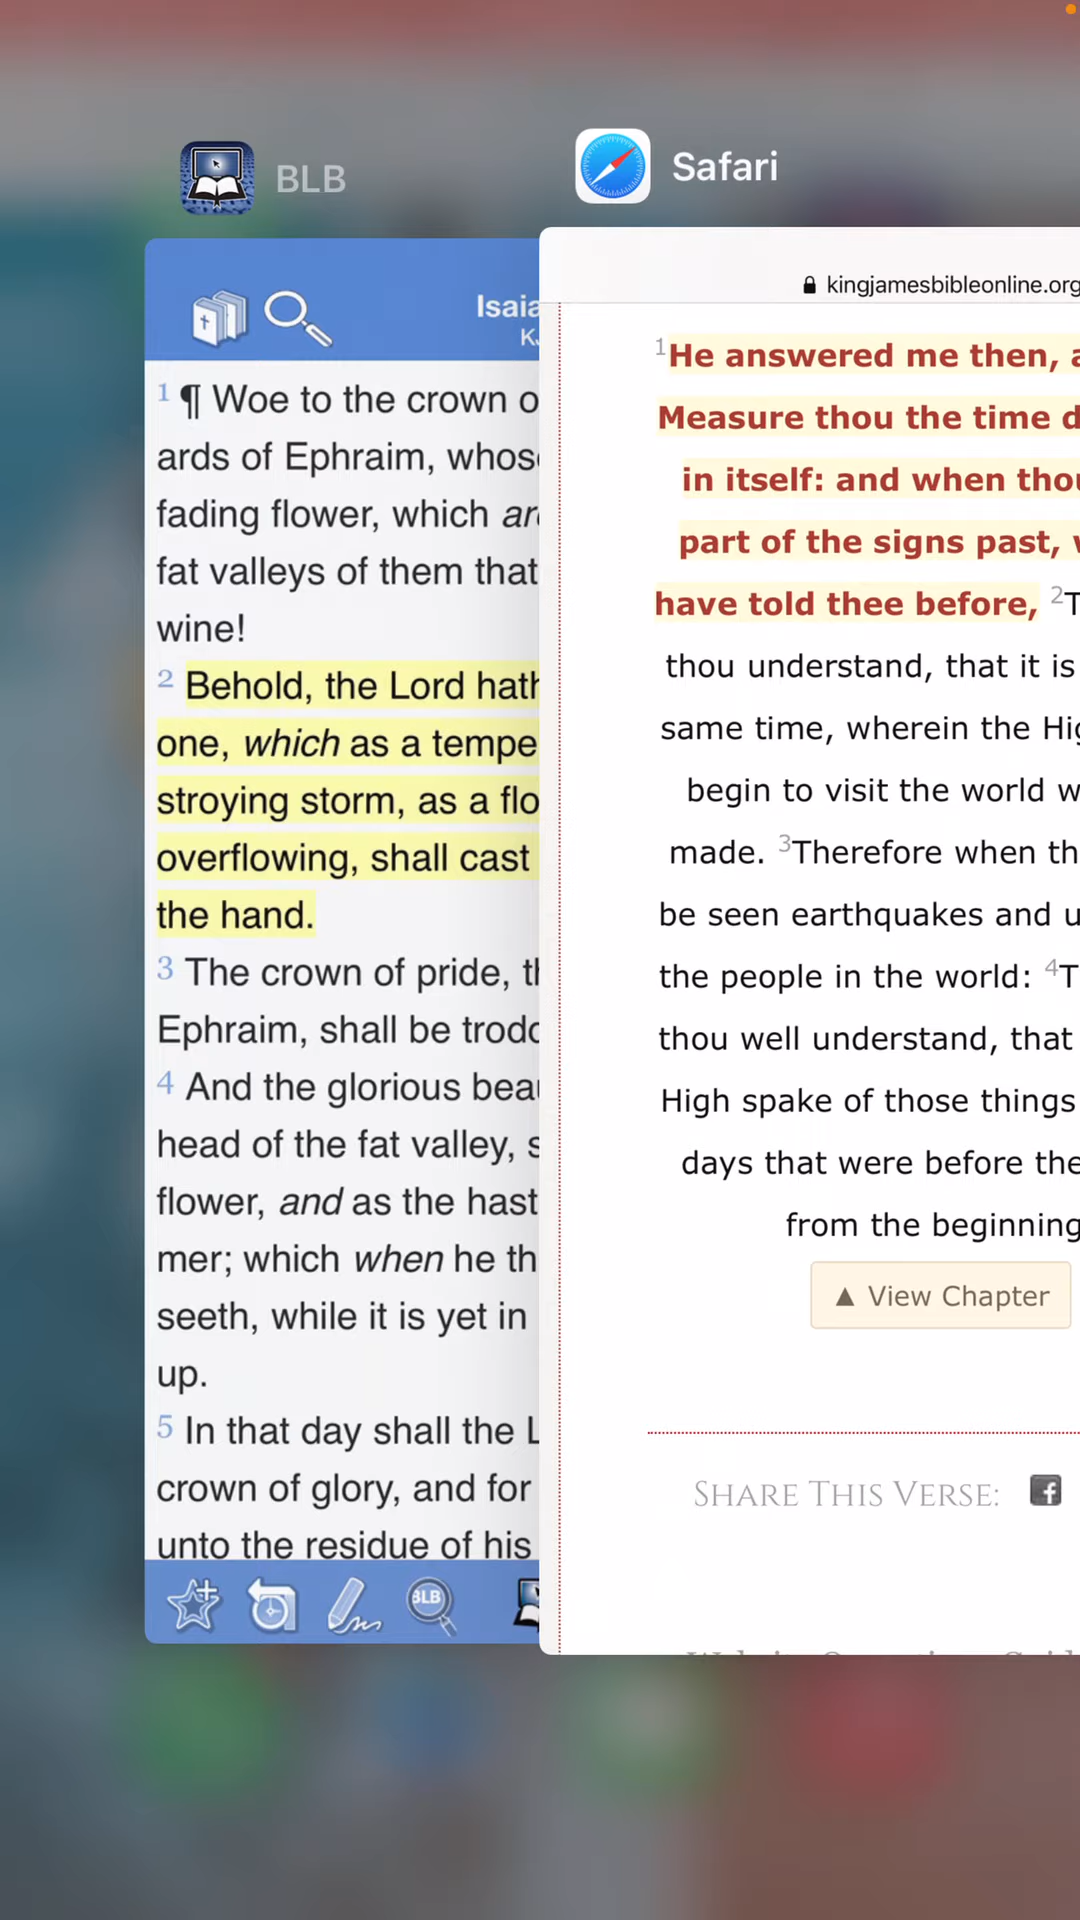 BLB
Safari
Isaia
1 ¶ Woe to the crown o
ards of Ephraim, whos
fading flower, which
fat valleys of them that
wine!
2 Behold, the Lord hath
one, which as a tempe
stroying storm, as a flo
overflowing, shall cast
the hand.
3 The crown of pride, th
Ephraim, shall be trodd
4 And the glorious beau
head of the fat valley, s
flower, and as the hast
mer; which when he th
seeth, while it is yet in
up.
5 In that day shall the L
crown of glory, and for
unto the residue of his
BLB
kingjamesbibleonline.org
1He answered me then, a
Measure thou the time d
in itself: and when thou
part of the signs past, w
have told thee before, 2T
thou understand, that it is
same time, wherein the Hig
begin to visit the world w
made. 3Therefore when th
be seen earthquakes and u
the people in the world: 4T
thou well understand, that
High spake of those things
days that were before the
from the beginning
▲ View Chapter
SHARE THIS VERSE: